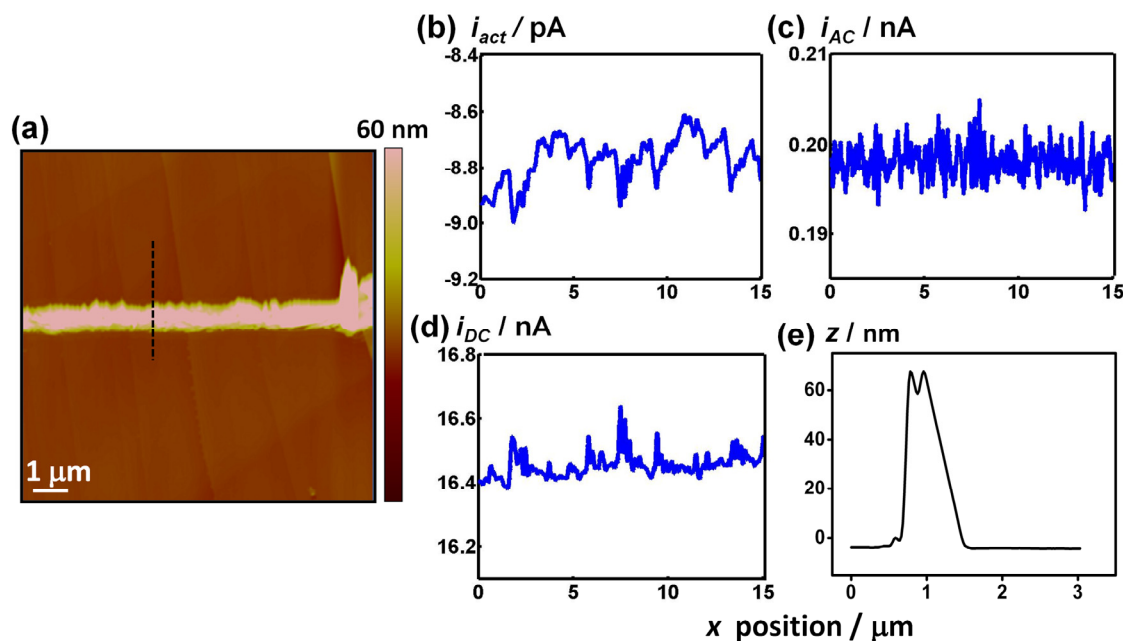 (a)
60 nm
1 μm
(b) i_act / pA
-8.4
-8.6
-8.8
-9.0
-9.2
0 5 10 15
(c) i_AC / nA
0.21
0.20
0.19
0 5 10 15
(d) i_DC / nA
16.8
16.6
16.4
16.2
0 5 10 15
(e) z / nm
60
40
20
0
0 1 2 3
x position / μm